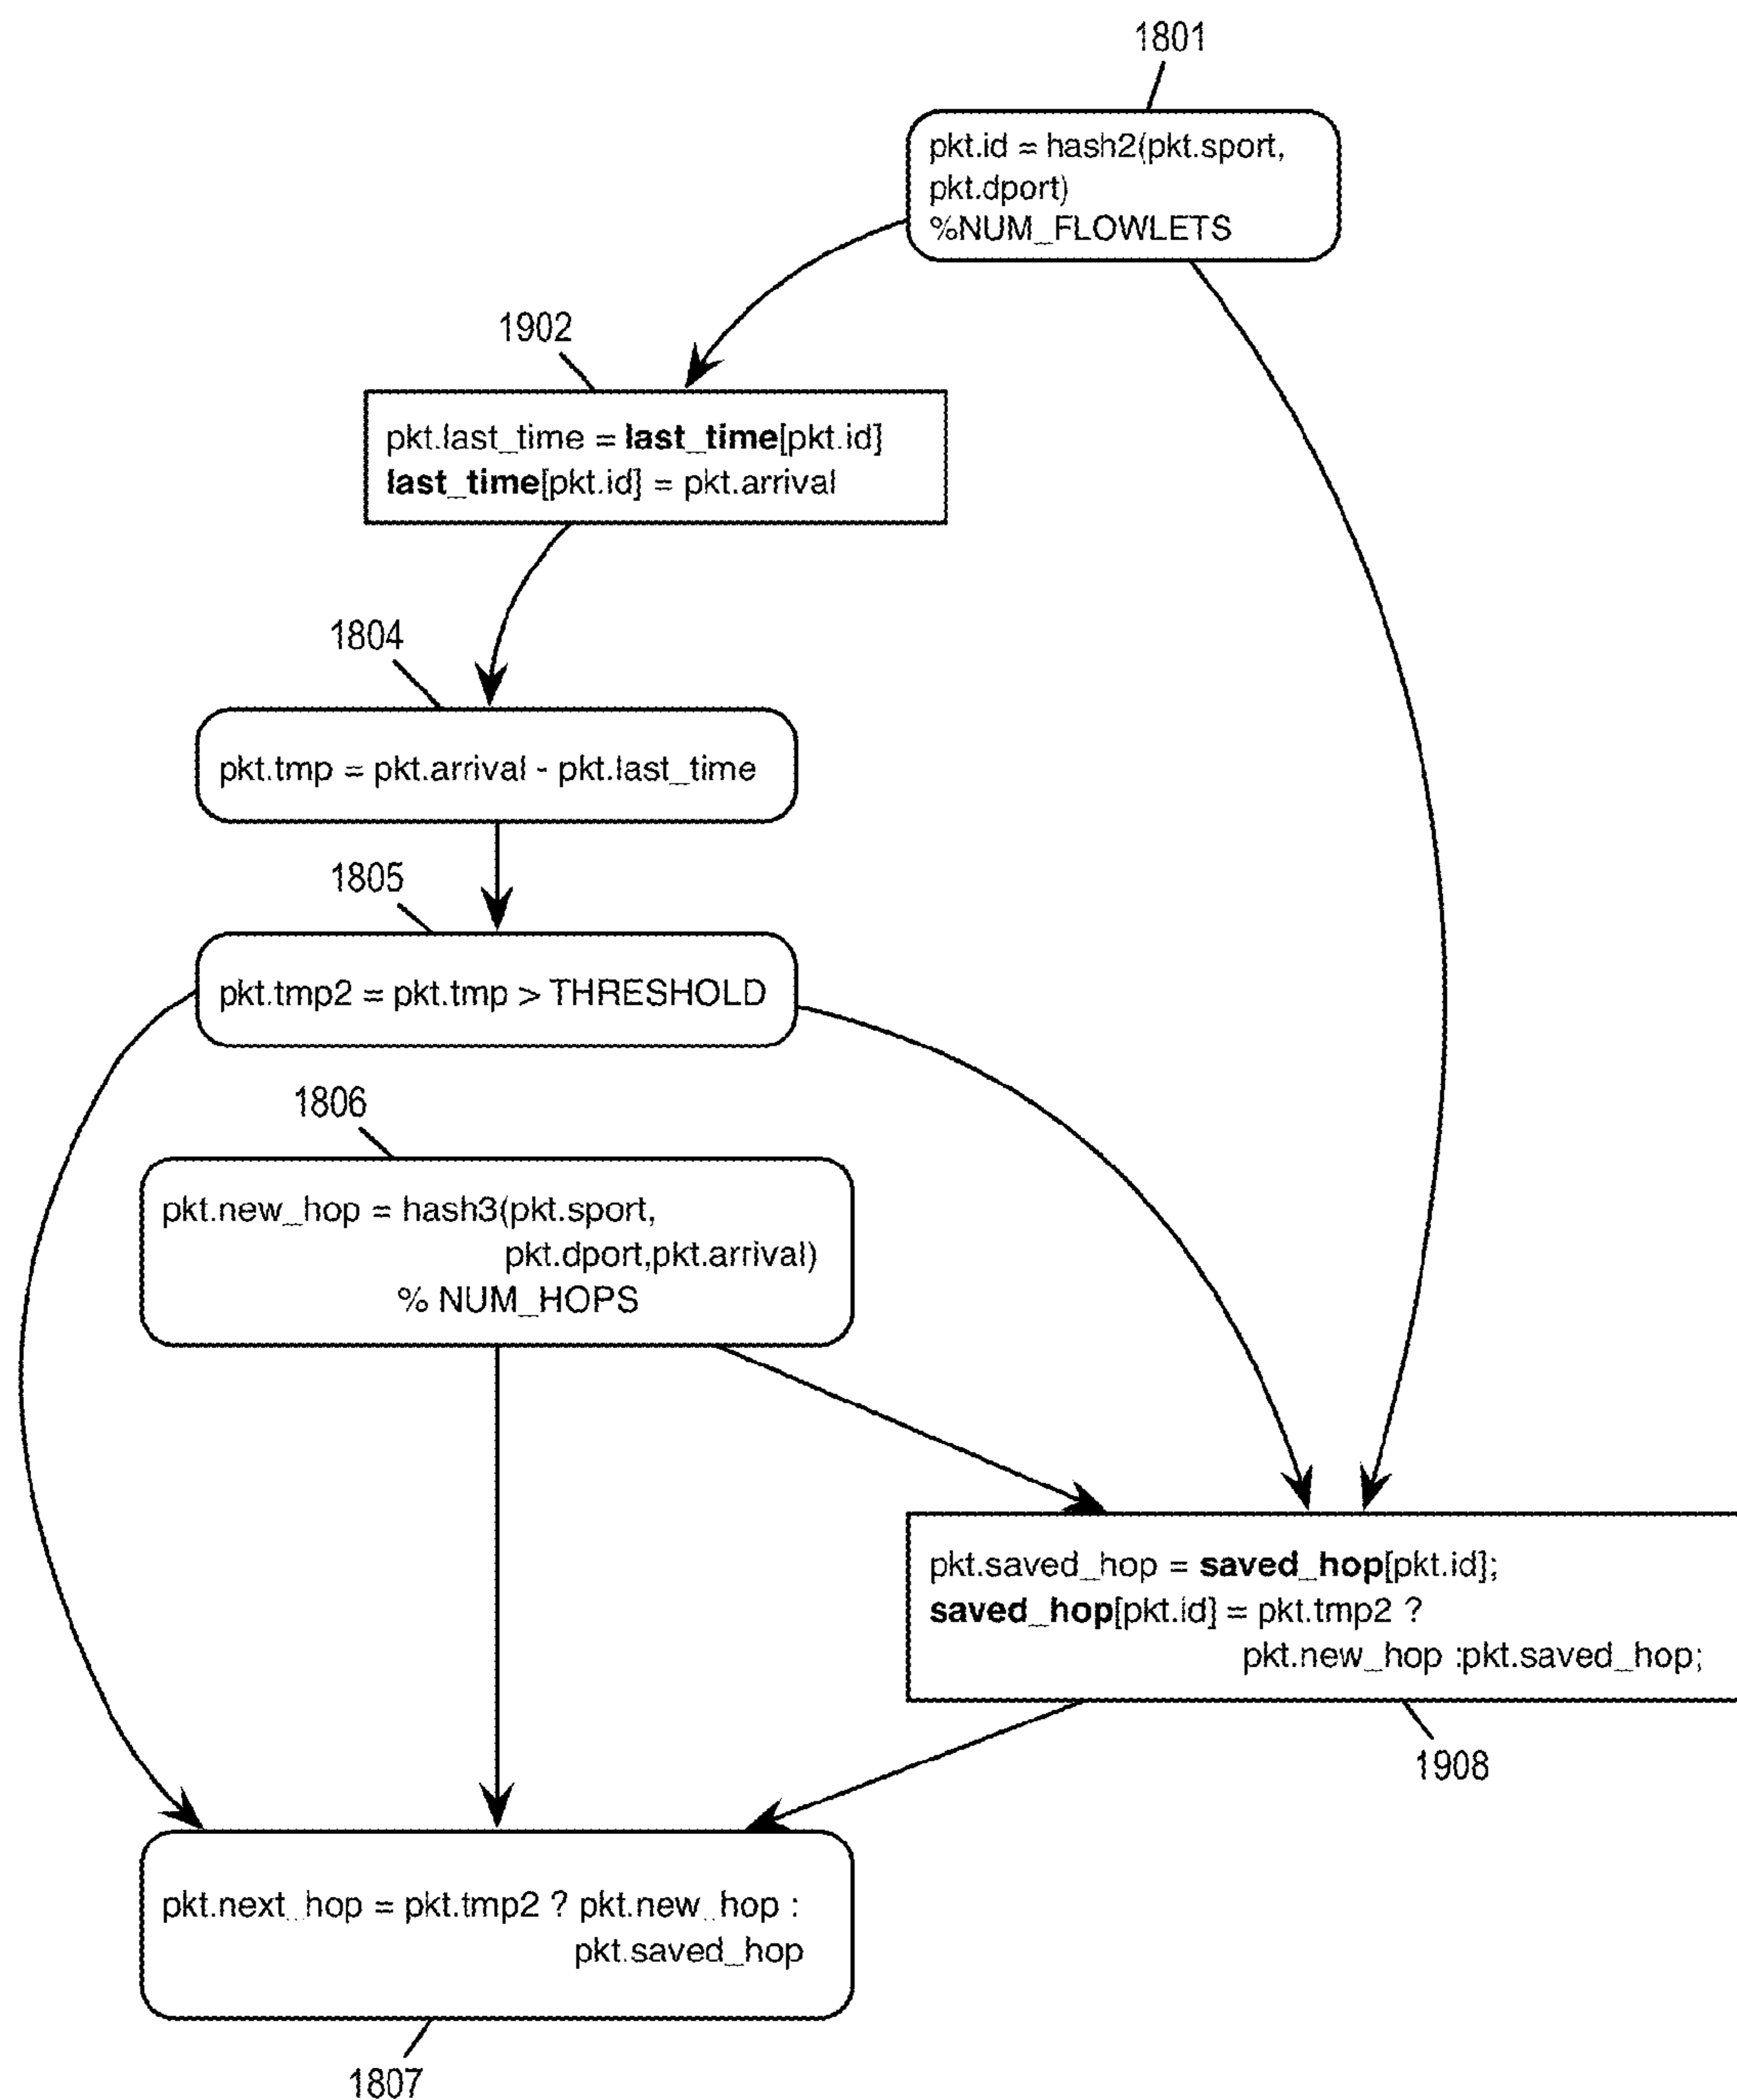 1801
pkt.id = hash2(pkt.sport,
pkt.dport)
%NUM_FLOWLETS
1902
pkt.last_time = last_time[pkt.id]
last_time[pkt.id] = pkt.arrival
1804
pkt.tmp = pkt.arrival - pkt.last_time
1805
pkt.tmp2 = pkt.tmp > THRESHOLD
1806
pkt.new_hop = hash3(pkt.sport,
pkt.dport,pkt.arrival)
% NUM_HOPS
pkt.saved_hop = saved_hop[pkt.id];
saved_hop[pkt.id] = pkt.tmp2 ?
pkt.new_hop :pkt.saved_hop;
1908
pkt.next_hop = pkt.tmp2 ? pkt.new_hop :
pkt.saved_hop
1807